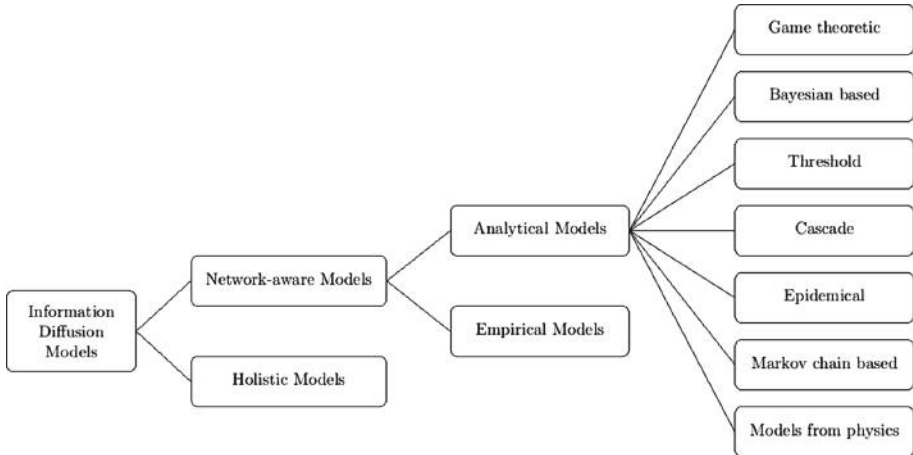 Information
Diffusion
Models
Network-aware Models
Holistic Models
Analytical Models
Empirical Models
Game theoretic
Bayesian based
Threshold
Cascade
Epidemical
Markov chain based
Models from physics